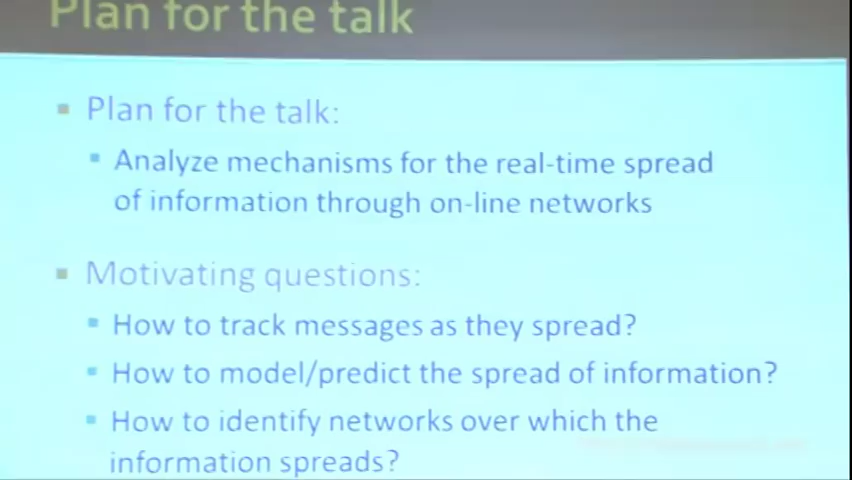 Plan for the talk
Plan for the talk:
Analyze mechanisms for the real-time spread
of information through on-line networks
Motivating questions:
How to track messages as they spread?
How to model/predict the spread of information?
How to identify networks over which the
information spreads?